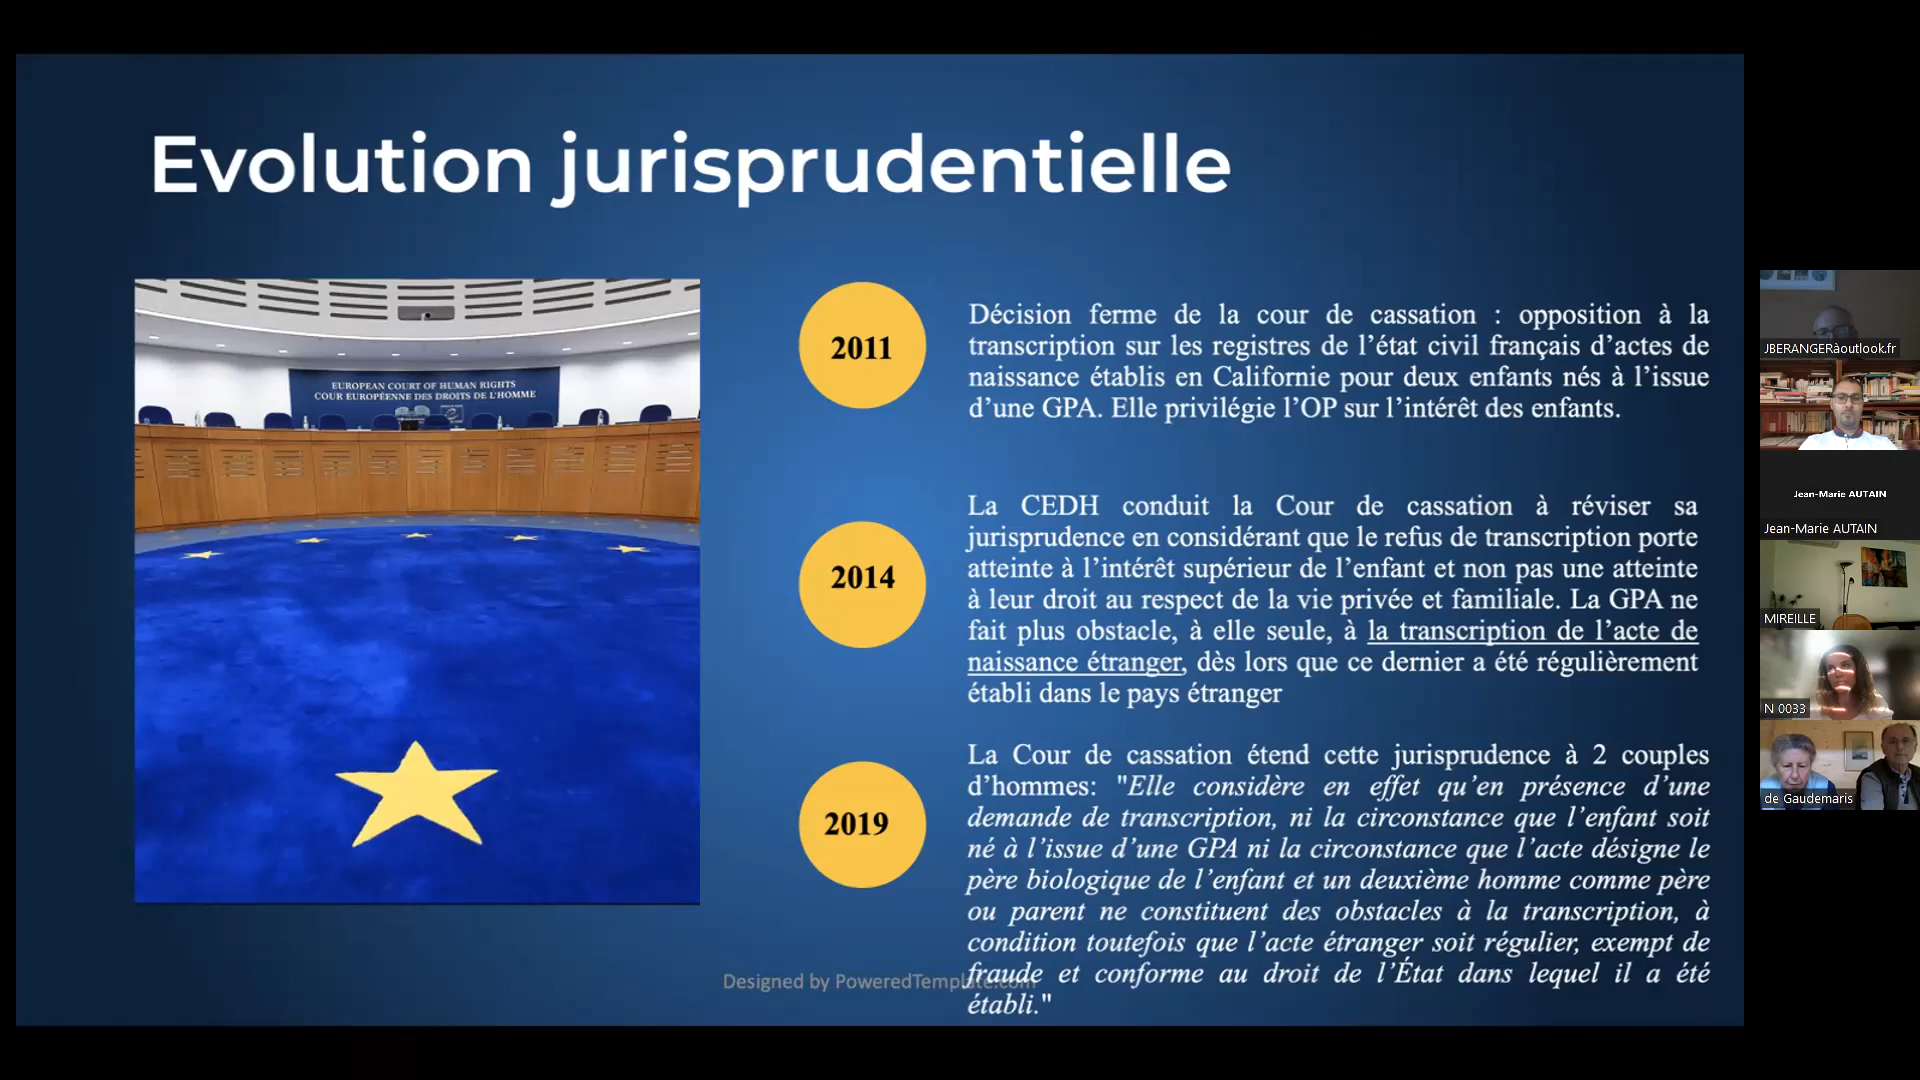 Evolution jurisprudentielle
EUROPEAN COURT OF HUMAN RIGHTS
COUR EUROPÉENNE DES DROITS DE L'HOMME
2011
Décision ferme de la cour de cassation : opposition à la
transcription sur les registres de l’état civil français d’actes de
naissance établis en Californie pour deux enfants nés à l’issue
d’une GPA. Elle privilégie l’OP sur l’intérêt des enfants.
2014
La CEDH conduit la Cour de cassation à réviser sa
jurisprudence en considérant que le refus de transcription porte
atteinte à l’intérêt supérieur de l’enfant et non pas une atteinte
à leur droit au respect de la vie privée et familiale. La GPA ne
fait plus obstacle, à elle seule, à la transcription de l’acte de
naissance étranger, dès lors que ce dernier a été régulièrement
établi dans le pays étranger
2019
La Cour de cassation étend cette jurisprudence à 2 couples
d’hommes: "Elle considère en effet qu’en présence d’une
demande de transcription, ni la circonstance que l’enfant soit
né à l’issue d’une GPA ni la circonstance que l’acte désigne le
père biologique de l’enfant et un deuxième homme comme père
ou parent ne constituent des obstacles à la transcription, à
condition toutefois que l’acte étranger soit régulier, exempt de
fraude et conforme au droit de l’État dans lequel il a été
établi."
Designed by PoweredTemplate.com
JBERANGERàoutlook.fr
Jean-Marie AUTAIN
Jean-Marie AUTAIN
MIREILLE
N 0033
de Gaudemaris